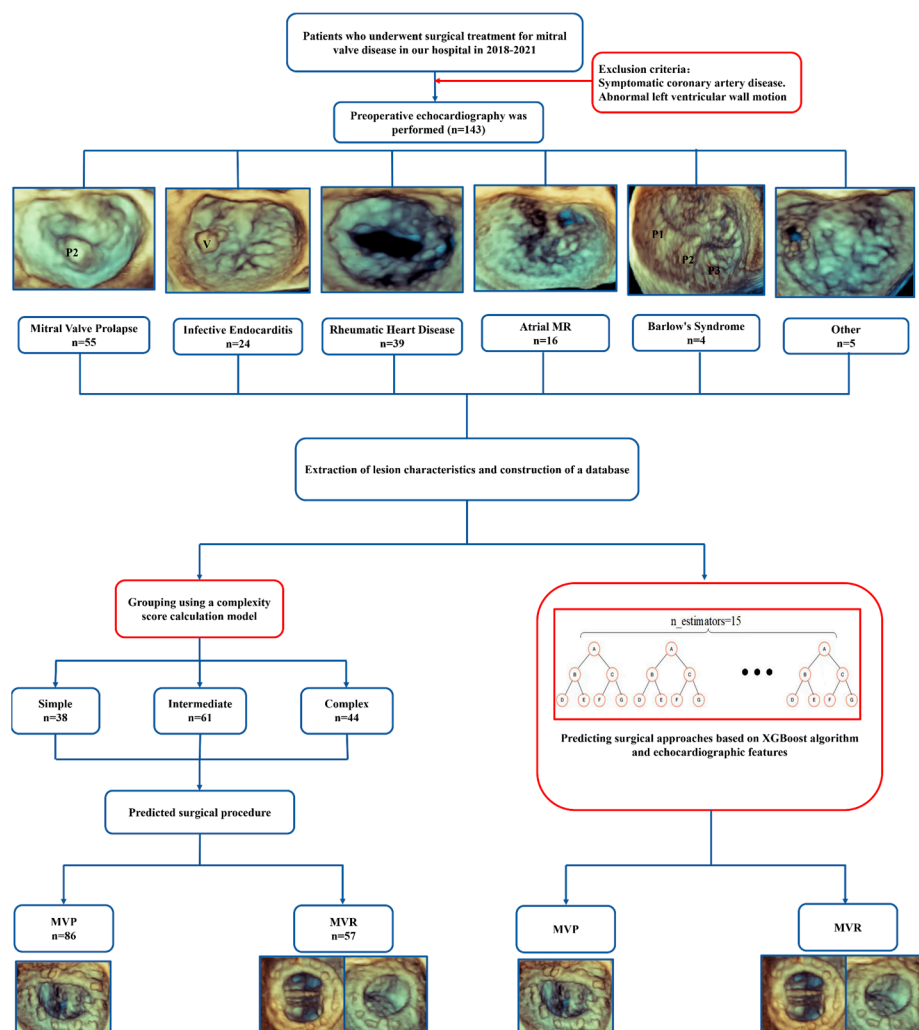 Patients who underwent surgical treatment for mitral
valve disease in our hospital in 2018-2021
Exclusion criteria:
Symptomatic coronary artery disease.
Abnormal left ventricular wall motion
Preoperative echocardiography was
performed (n=143)
P2
V
P1
P2
P3
Mitral Valve Prolapse
n=55
Infective Endocarditis
n=24
Rheumatic Heart Disease
n=39
Atrial MR
n=16
Barlow's Syndrome
n=4
Other
n=5
Extraction of lesion characteristics and construction of a database
Grouping using a complexity
score calculation model
n_estimators=15
A
B
C
D
E
F
G
A
B
C
D
E
F
G
A
B
C
D
E
F
G
Predicting surgical approaches based on XGBoost algorithm
and echocardiographic features
Simple
n=38
Intermediate
n=61
Complex
n=44
Predicted surgical procedure
MVP
n=86
MVR
n=57
MVP
MVR